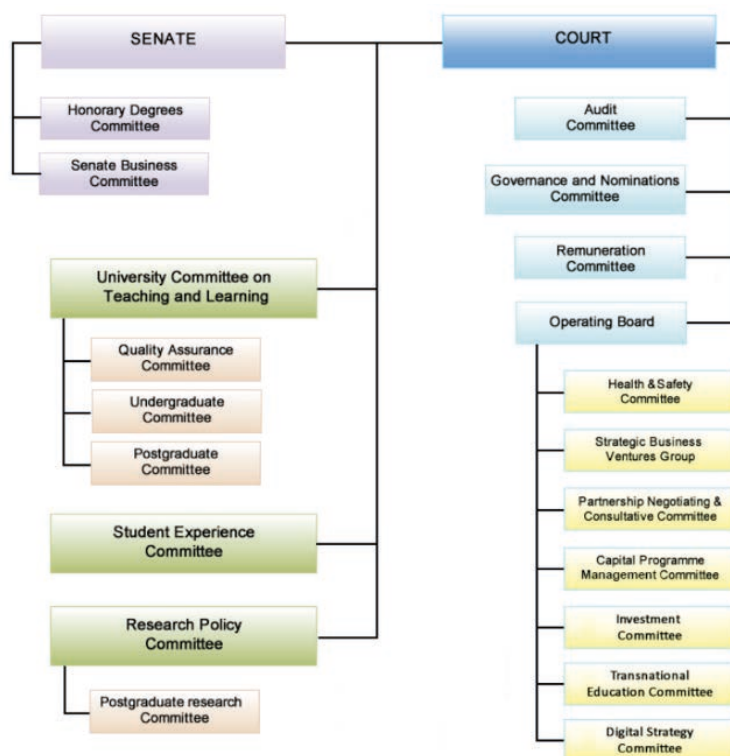 SENATE
COURT
Honorary Degrees
Committee
Senate Business
Committee
University Committee on
Teaching and Learning
Quality Assurance
Committee
Undergraduate
Committee
Postgraduate
Committee
Student Experience
Committee
Research Policy
Committee
Postgraduate research
Committee
Audit
Committee
Governance and Nominations
Committee
Remuneration
Committee
Operating Board
Health & Safety
Committee
Strategic Business
Ventures Group
Partnership Negotiating &
Consultative Committee
Capital Programme
Management Committee
Investment
Committee
Transnational
Education Committee
Digital Strategy
Committee